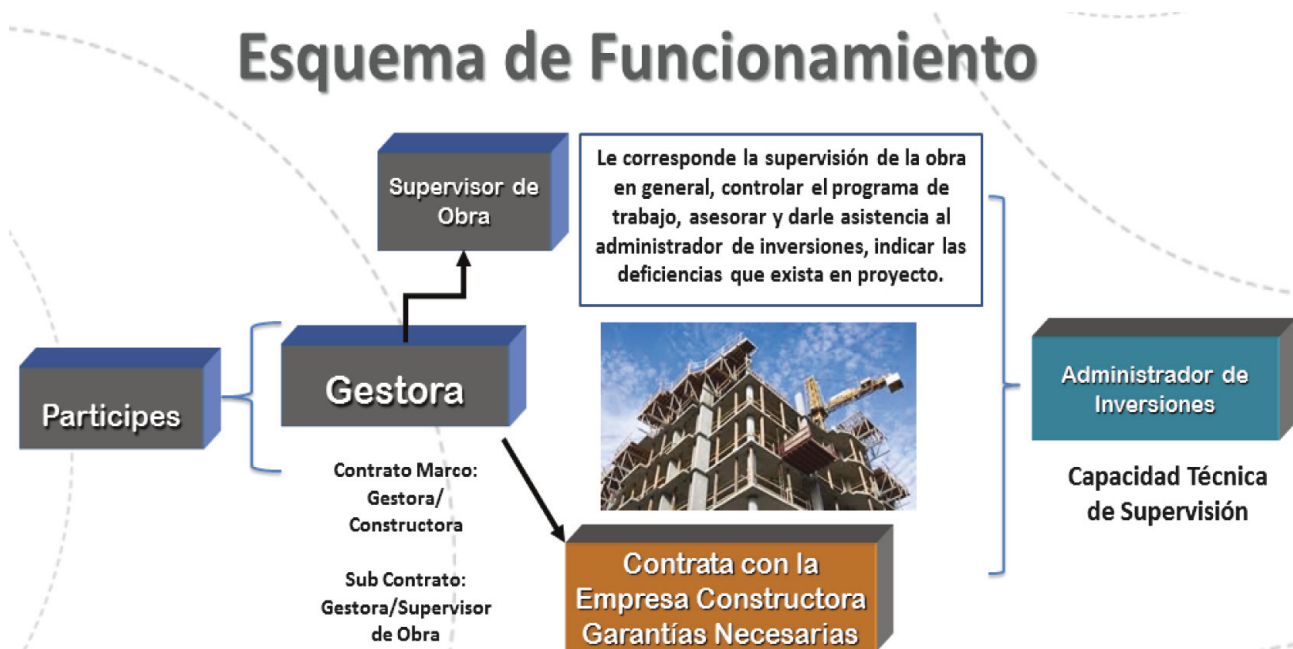 Esquema de Funcionamiento
Supervisor de
Obra
Le corresponde la supervisión de la obra
en general, controlar el programa de
trabajo, asesorar y darle asistencia al
administrador de inversiones, indicar las
deficiencias que exista en proyecto.
Participes
Gestora
Administrador de
Inversiones
Contrato Marco:
Gestora/
Constructora
Capacidad Técnica
de Supervisión
Sub Contrato:
Gestora/Supervisor
de Obra
Contrata con la
Empresa Constructora
Garantías Necesarias